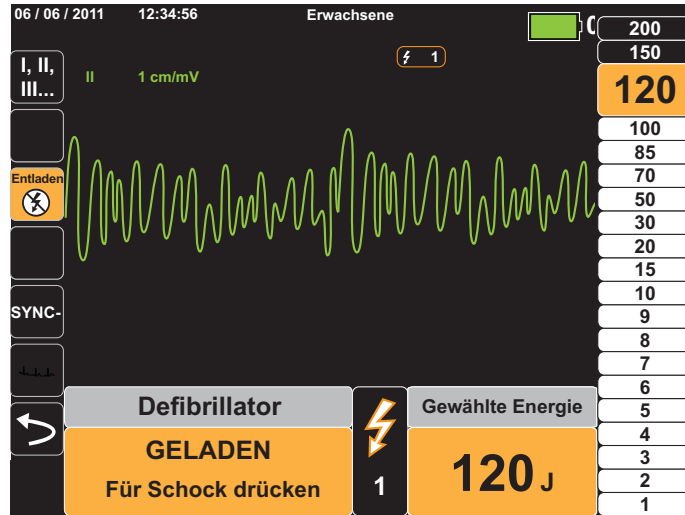 06 / 06 / 2011 12:34:56 Erwachsene
1
I, II,
III...
II 1 cm/mV
Entladen
SYNC-
Defibrillator
GELADEN
Für Schock drücken
1
Gewählte Energie
120 J
200
150
120
100
85
70
50
30
20
15
10
9
8
7
6
5
4
3
2
1